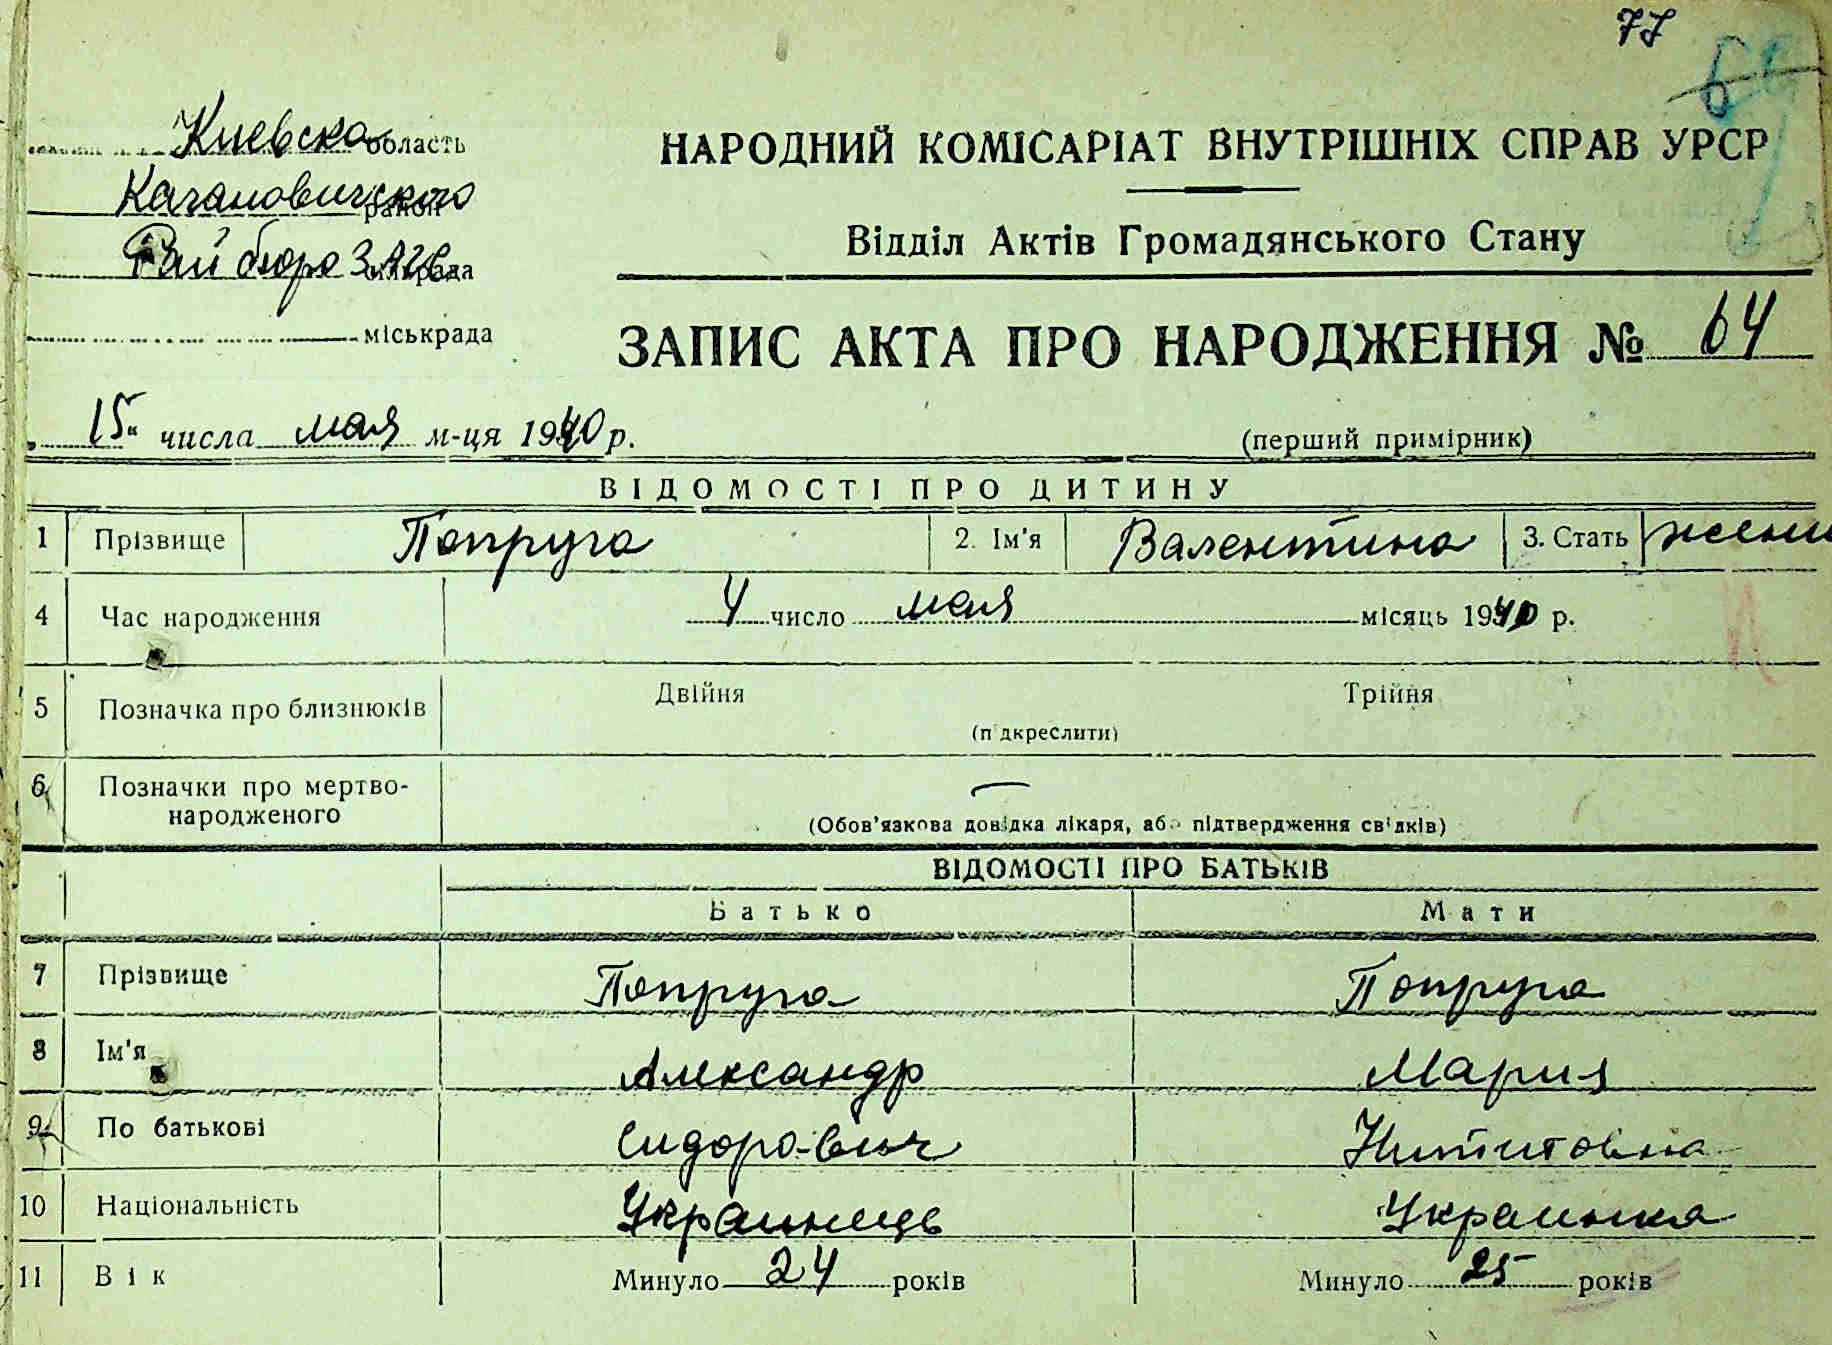 77
Киевска область
Кагановичского район
Рай бюро ЗАГС сільрада
міськрада
НАРОДНИЙ КОМІСАРІАТ ВНУТРІШНІХ СПРАВ УРСР
Відділ Актів Громадянського Стану
ЗАПИС АКТА ПРО НАРОДЖЕННЯ № 64
„15“ числа мая м-ця 1940 р.
(перший примірник)
ВІДОМОСТІ ПРО ДИТИНУ
1 Прізвище Попруга 2. Ім'я Валентина 3. Стать жени
4 Час народження 4 число мая місяць 1940 р.
5 Позначка про близнюків Двійня Трійня
(підкреслити)
6 Позначки про мертво-
народженого —
(Обов'язкова довідка лікаря, або підтвердження свідків)
ВІДОМОСТІ ПРО БАТЬКІВ
Батько Мати
7 Прізвище Попруга Попруга
8 Ім'я Александр Мария
9 По батькові Сидорович
10 Національність Украинець Украинка
11 Вік Минуло 24 років Минуло 25 років